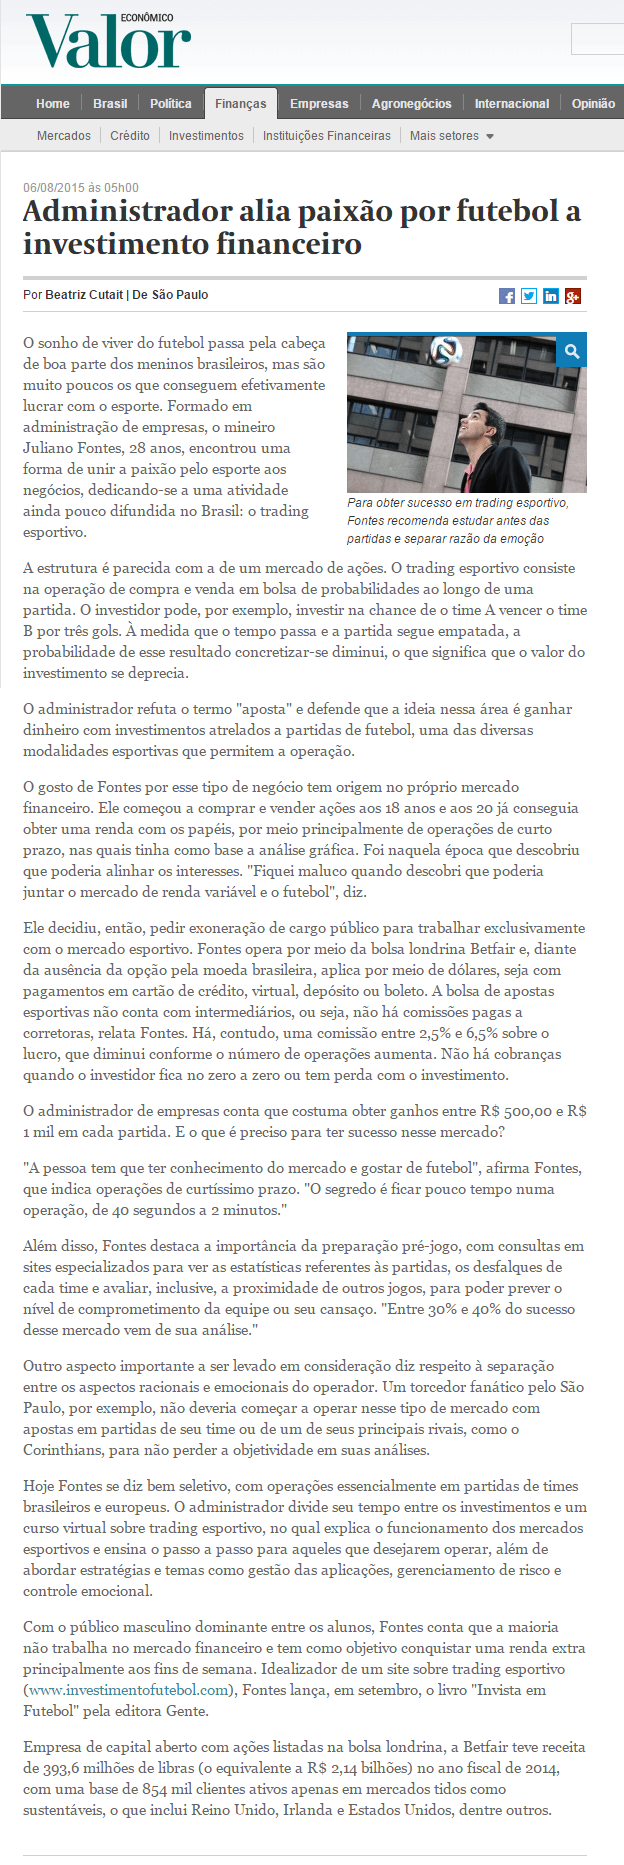 Valor
ECONÔMICO
Home Brasil Política Finanças Empresas Agronegócios Internacional Opinião
Mercados Crédito Investimentos Instituições Financeiras Mais setores
06/08/2015 às 05h00
Administrador alia paixão por futebol a
investimento financeiro
Por Beatriz Cutait | De São Paulo
O sonho de viver do futebol passa pela cabeça
de boa parte dos meninos brasileiros, mas são
muito poucos os que conseguem efetivamente
lucrar com o esporte. Formado em
administração de empresas, o mineiro
Juliano Fontes, 28 anos, encontrou uma
forma de unir a paixão pelo esporte aos
negócios, dedicando-se a uma atividade
ainda pouco difundida no Brasil: o trading
esportivo.
Para obter sucesso em trading esportivo,
Fontes recomenda estudar antes das
partidas e separar razão da emoção
A estrutura é parecida com a de um mercado de ações. O trading esportivo consiste
na operação de compra e venda em bolsa de probabilidades ao longo de uma
partida. O investidor pode, por exemplo, investir na chance de o time A vencer o time
B por três gols. À medida que o tempo passa e a partida segue empatada, a
probabilidade de esse resultado concretizar-se diminui, o que significa que o valor do
investimento se deprecia.
O administrador refuta o termo "aposta" e defende que a ideia nessa área é ganhar
dinheiro com investimentos atrelados a partidas de futebol, uma das diversas
modalidades esportivas que permitem a operação.
O gosto de Fontes por esse tipo de negócio tem origem no próprio mercado
financeiro. Ele começou a comprar e vender ações aos 18 anos e aos 20 já conseguia
obter uma renda com os papéis, por meio principalmente de operações de curto
prazo, nas quais tinha como base a análise gráfica. Foi naquela época que descobriu
que poderia alinhar os interesses. "Fiquei maluco quando descobri que poderia
juntar o mercado de renda variável e o futebol", diz.
Ele decidiu, então, pedir exoneração de cargo público para trabalhar exclusivamente
com o mercado esportivo. Fontes opera por meio da bolsa londrina Betfair e, diante
da ausência da opção pela moeda brasileira, aplica por meio de dólares, seja com
pagamentos em cartão de crédito, virtual, depósito ou boleto. A bolsa de apostas
esportivas não conta com intermediários, ou seja, não há comissões pagas a
corretoras, relata Fontes. Há, contudo, uma comissão entre 2,5% e 6,5% sobre o
lucro, que diminui conforme o número de operações aumenta. Não há cobranças
quando o investidor fica no zero a zero ou tem perda com o investimento.
O administrador de empresas conta que costuma obter ganhos entre R$ 500,00 e R$
1 mil em cada partida. E o que é preciso para ter sucesso nesse mercado?
"A pessoa tem que ter conhecimento do mercado e gostar de futebol", afirma Fontes,
que indica operações de curtíssimo prazo. "O segredo é ficar pouco tempo numa
operação, de 40 segundos a 2 minutos."
Além disso, Fontes destaca a importância da preparação pré-jogo, com consultas em
sites especializados para ver as estatísticas referentes às partidas, os desfalques de
cada time e avaliar, inclusive, a proximidade de outros jogos, para poder prever o
nível de comprometimento da equipe ou seu cansaço. "Entre 30% e 40% do sucesso
desse mercado vem de sua análise."
Outro aspecto importante a ser levado em consideração diz respeito à separação
entre os aspectos racionais e emocionais do operador. Um torcedor fanático pelo São
Paulo, por exemplo, não deveria começar a operar nesse tipo de mercado com
apostas em partidas de seu time ou de um de seus principais rivais, como o
Corinthians, para não perder a objetividade em suas análises.
Hoje Fontes se diz bem seletivo, com operações essencialmente em partidas de times
brasileiros e europeus. O administrador divide seu tempo entre os investimentos e um
curso virtual sobre trading esportivo, no qual explica o funcionamento dos mercados
esportivos e ensina o passo a passo para aqueles que desejarem operar, além de
abordar estratégias e temas como gestão das aplicações, gerenciamento de risco e
controle emocional.
Com o público masculino dominante entre os alunos, Fontes conta que a maioria
não trabalha no mercado financeiro e tem como objetivo conquistar uma renda extra
principalmente aos fins de semana. Idealizador de um site sobre trading esportivo
(www.investimentofutebol.com), Fontes lança, em setembro, o livro "Invista em
Futebol" pela editora Gente.
Empresa de capital aberto com ações listadas na bolsa londrina, a Betfair teve receita
de 393,6 milhões de libras (o equivalente a R$ 2,14 bilhões) no ano fiscal de 2014,
com uma base de 854 mil clientes ativos apenas em mercados tidos como
sustentáveis, o que inclui Reino Unido, Irlanda e Estados Unidos, dentre outros.